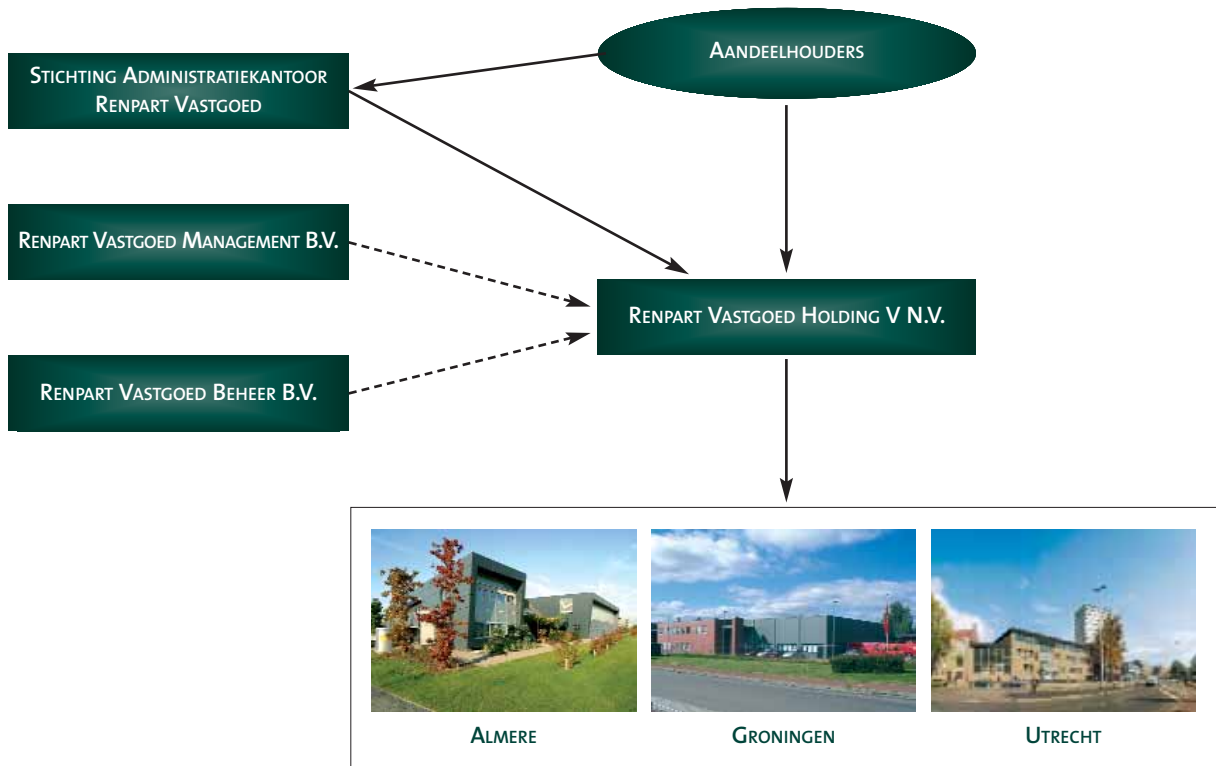 Aandeelhouders
Stichting Administratiekantoor
Renpart Vastgoed
Renpart Vastgoed Management B.V.
Renpart Vastgoed Holding V N.V.
Renpart Vastgoed Beheer B.V.
Almere
Groningen
Utrecht